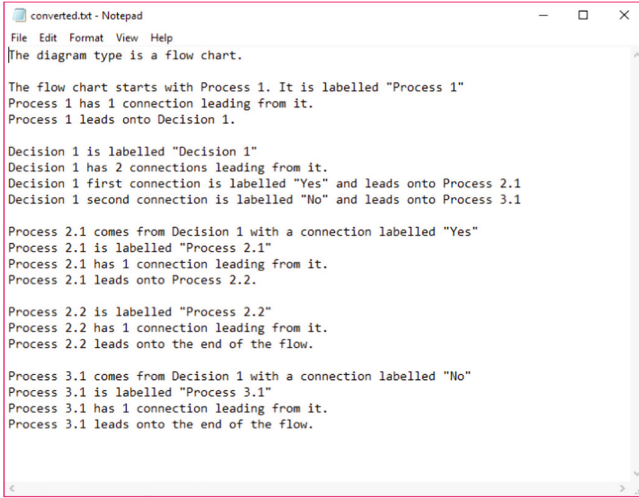 converted.txt - Notepad
File Edit Format View Help
The diagram type is a flow chart.
The flow chart starts with Process 1. It is labelled "Process 1"
Process 1 has 1 connection leading from it.
Process 1 leads onto Decision 1.
Decision 1 is labelled "Decision 1"
Decision 1 has 2 connections leading from it.
Decision 1 first connection is labelled "Yes" and leads onto Process 2.1
Decision 1 second connection is labelled "No" and leads onto Process 3.1
Process 2.1 comes from Decision 1 with a connection labelled "Yes"
Process 2.1 is labelled "Process 2.1"
Process 2.1 has 1 connection leading from it.
Process 2.1 leads onto Process 2.2.
Process 2.2 is labelled "Process 2.2"
Process 2.2 has 1 connection leading from it.
Process 2.2 leads onto the end of the flow.
Process 3.1 comes from Decision 1 with a connection labelled "No"
Process 3.1 is labelled "Process 3.1"
Process 3.1 has 1 connection leading from it.
Process 3.1 leads onto the end of the flow.